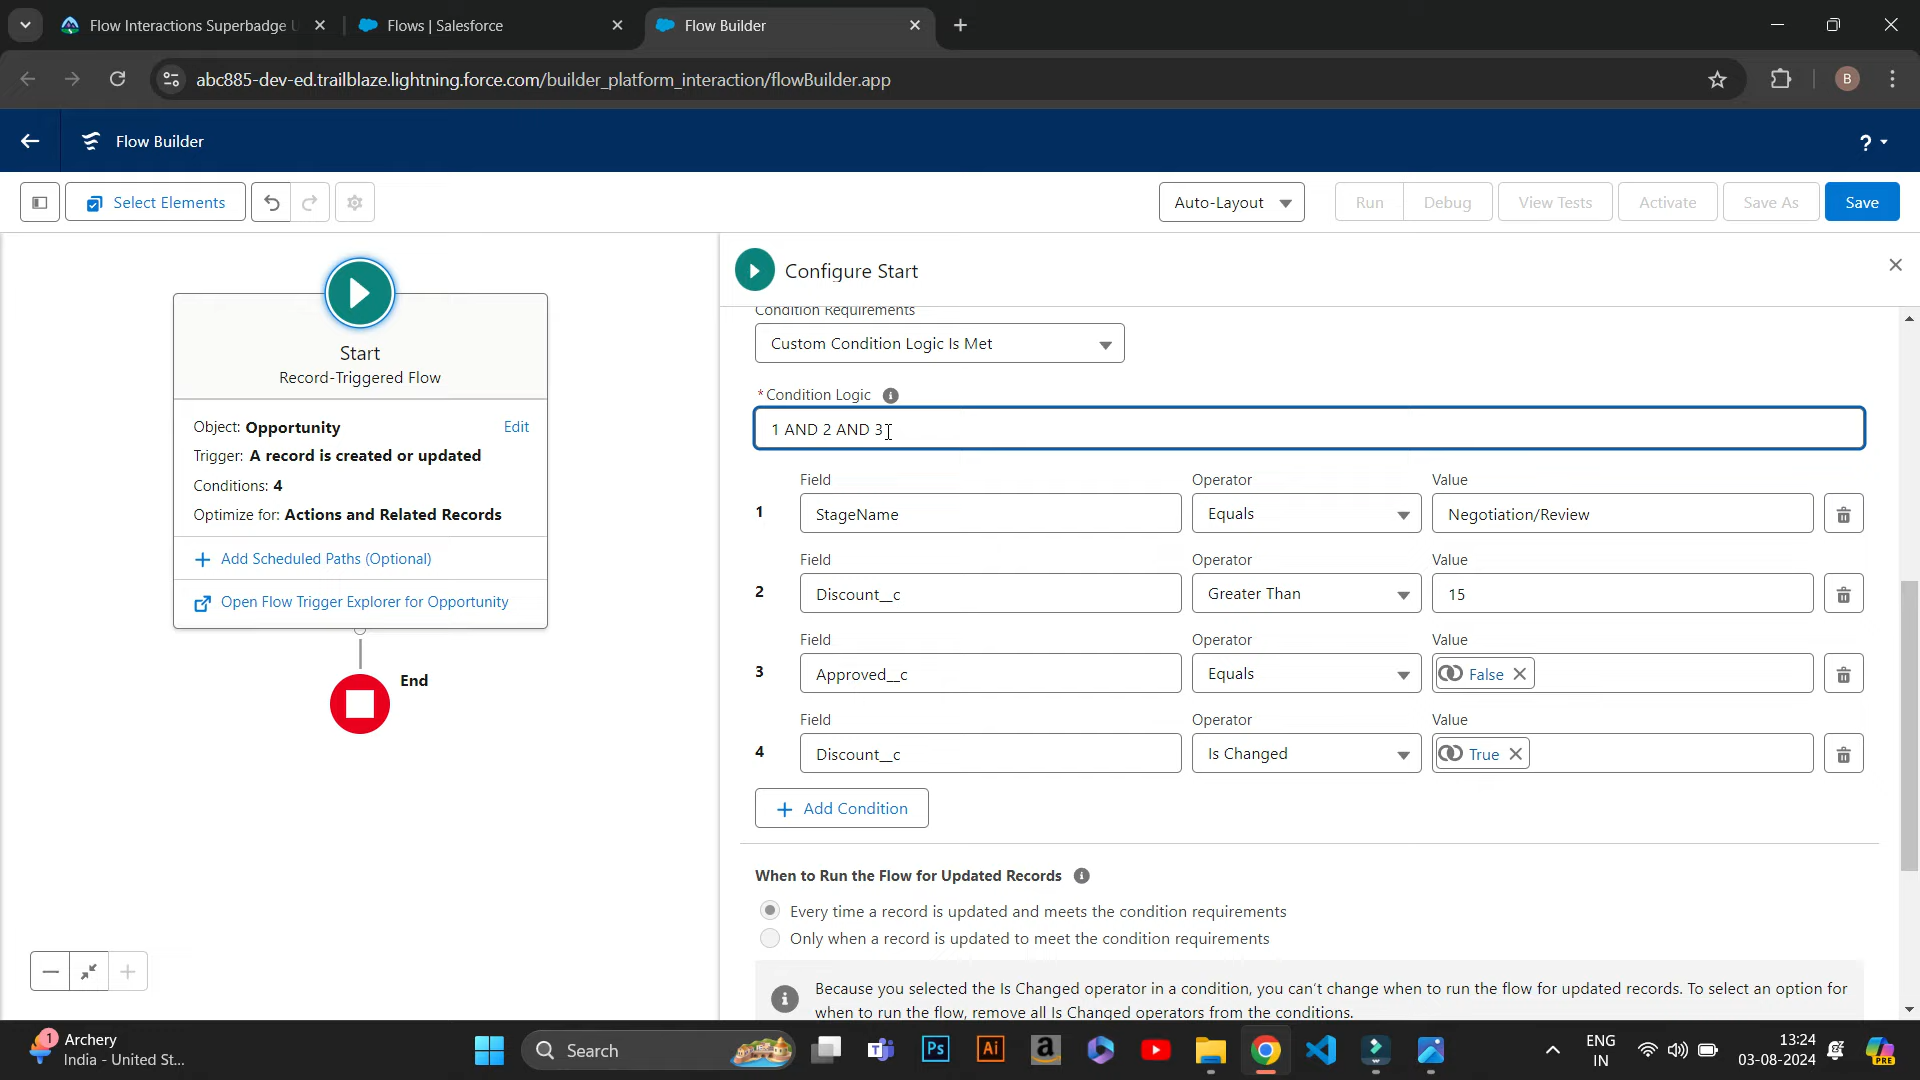 Flow Interactions Superbadge U
Flows | Salesforce
Flow Builder
abc885-dev-ed.trailblaze.lightning.force.com/builder_platform_interaction/flowBuilder.app
B
Flow Builder
?
Select Elements
Auto-Layout
Run
Debug
View Tests
Activate
Save As
Save
Start
Record-Triggered Flow
Object: Opportunity
Edit
Trigger: A record is created or updated
Conditions: 4
Optimize for: Actions and Related Records
Add Scheduled Paths (Optional)
Open Flow Trigger Explorer for Opportunity
End
Configure Start
Condition Requirements
Custom Condition Logic Is Met
*Condition Logic
1 AND 2 AND 3
Field Operator Value
1 StageName Equals Negotiation/Review
Field Operator Value
2 Discount__c Greater Than 15
Field Operator Value
3 Approved__c Equals False
Field Operator Value
4 Discount__c Is Changed True
+ Add Condition
When to Run the Flow for Updated Records
Every time a record is updated and meets the condition requirements
Only when a record is updated to meet the condition requirements
Because you selected the Is Changed operator in a condition, you can't change when to run the flow for updated records. To select an option for
when to run the flow, remove all Is Changed operators from the conditions.
1
Archery
India - United St...
Search
Ps
Ai
a
ENG
IN
13:24
03-08-2024
PRE